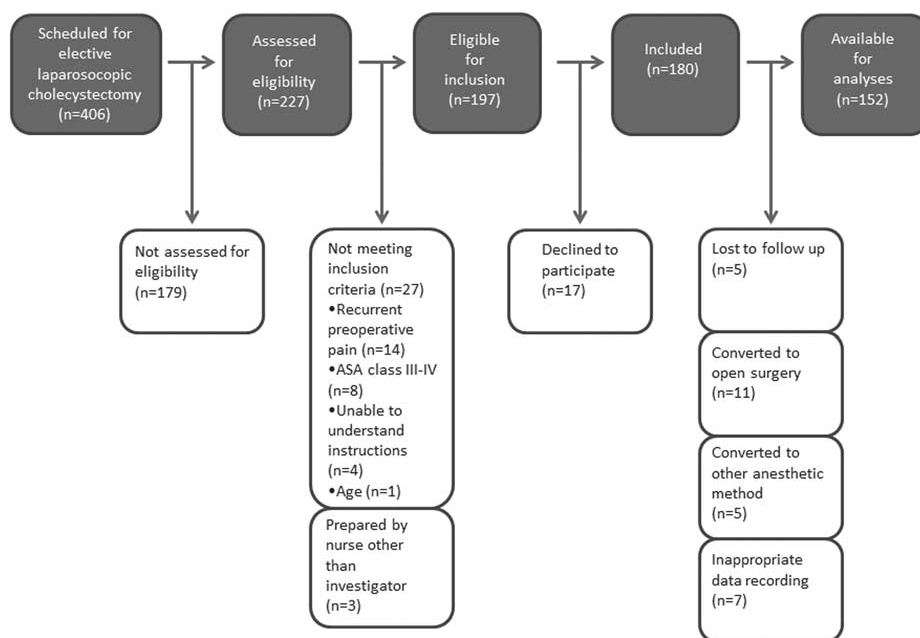 Scheduled for
elective
laparosocopic
cholecystectomy
(n=406)
Assessed
for
eligibility
(n=227)
Eligible
for
inclusion
(n=197)
Included
(n=180)
Available
for
analyses
(n=152)
Not assessed for
eligibility
(n=179)
Not meeting
inclusion
criteria (n=27)
•Recurrent
preoperative
pain (n=14)
•ASA class III-IV
(n=8)
•Unable to
understand
instructions
(n=4)
•Age (n=1)
Prepared by
nurse other
than
investigator
(n=3)
Declined to
participate
(n=17)
Lost to follow up
(n=5)
Converted to
open surgery
(n=11)
Converted to
other anesthetic
method
(n=5)
Inappropriate
data recording
(n=7)